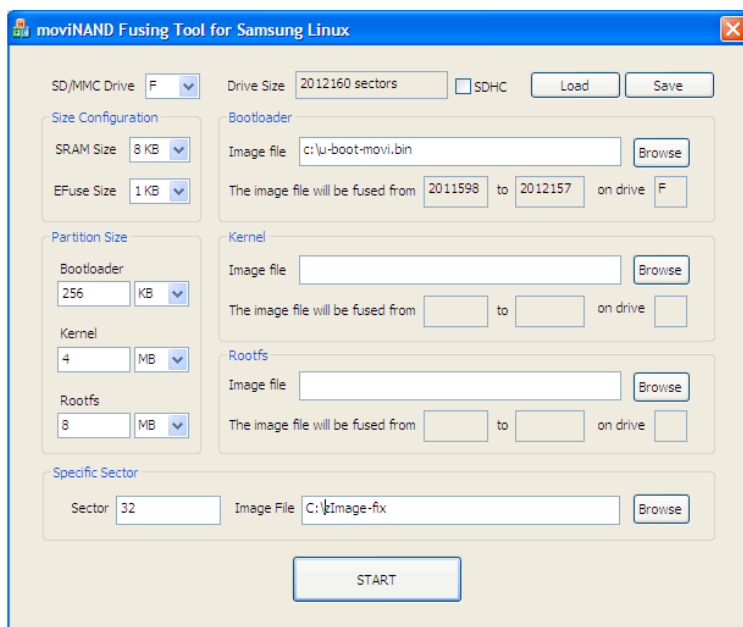 moviNAND Fusing Tool for Samsung Linux
SD/MMC Drive F Drive Size 2012160 sectors SDHC Load Save
Size Configuration
SRAM Size 8 KB
EFuse Size 1 KB
Bootloader
Image file c:\u-boot-movi.bin Browse
The image file will be fused from 2011598 to 2012157 on drive F
Partition Size
Bootloader
256 KB
Kernel
4 MB
Rootfs
8 MB
Kernel
Image file Browse
The image file will be fused from to on drive
Rootfs
Image file Browse
The image file will be fused from to on drive
Specific Sector
Sector 32 Image File C:\zImage-fix Browse
START